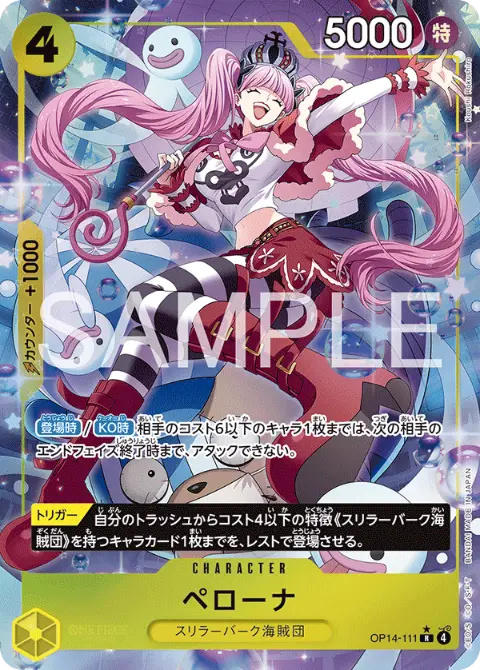 4
5000 特
Kouichi Hokuchiro
カウンター +1000
SAMPLE
登場時 / KO時 相手のコスト6以下のキャラ1枚までは、次の相手の
エンドフェイズ終了時まで、アタックできない。
トリガー 自分のトラッシュからコスト4以下の特徴《スリラーバーク海
賊団》を持つキャラカード1枚までを、レストで登場させる。
CHARACTER
ペローナ
スリラーバーク海賊団
OP14-111 R 4
BANDAI MADE IN JAPAN